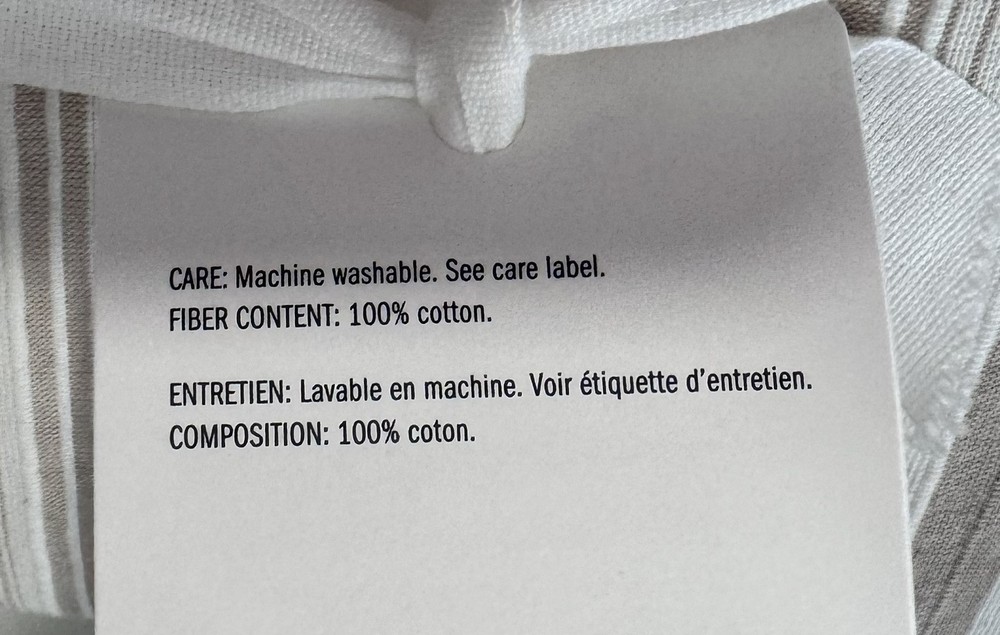 CARE: Machine washable. See care label.
FIBER CONTENT: 100% cotton.
ENTRETIEN: Lavable en machine. Voir étiquette d'entretien.
COMPOSITION: 100% coton.